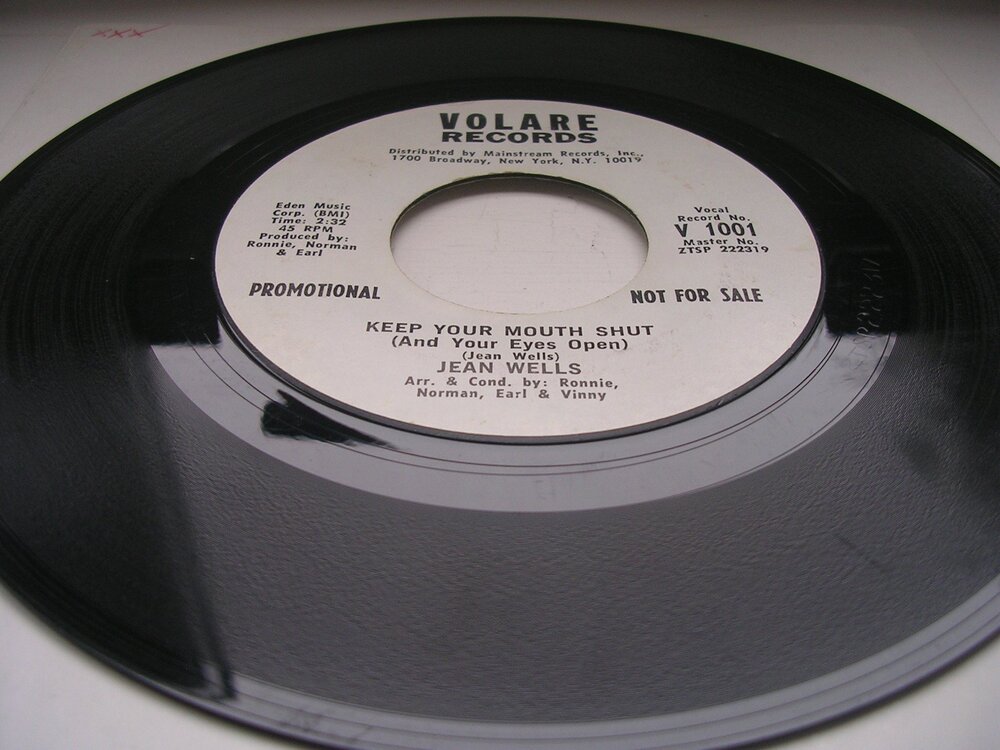 xxx
VOLARE
RECORDS
Distributed by Mainstream Records, Inc.,
1700 Broadway, New York, N.Y. 10019
Eden Music
Corp. (BMI)
Time: 2:32
45 RPM
Produced by:
Ronnie, Norman
& Earl
Vocal
Record No.
V 1001
Master No.
ZTSP 222319
PROMOTIONAL
NOT FOR SALE
KEEP YOUR MOUTH SHUT
(And Your Eyes Open)
(Jean Wells)
JEAN WELLS
Arr. & Cond. by: Ronnie,
Norman, Earl & Vinny